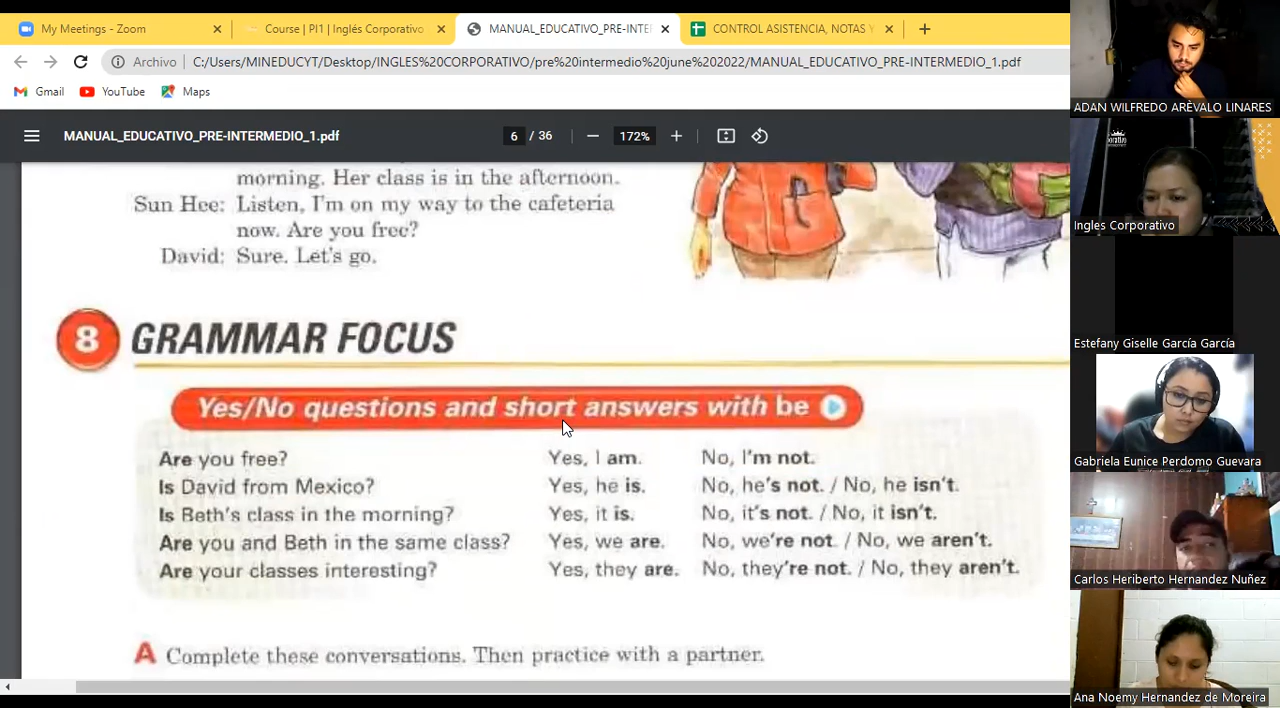 My Meetings - Zoom
Course | PI1 | Inglés Corporativo
MANUAL_EDUCATIVO_PRE-INTE
CONTROL ASISTENCIA, NOTAS Y
Archivo
C:/Users/MINEDUCYT/Desktop/INGLES%20CORPORATIVO/pre%20intermedio%20june%202022/MANUAL_EDUCATIVO_PRE-INTERMEDIO_1.pdf
Gmail
YouTube
Maps
MANUAL_EDUCATIVO_PRE-INTERMEDIO_1.pdf
6 / 36
172%
morning. Her class is in the afternoon.
Sun Hee: Listen, I'm on my way to the cafeteria
now. Are you free?
David: Sure. Let's go.
8 GRAMMAR FOCUS
Yes/No questions and short answers with be
Are you free? Yes, I am. No, I'm not.
Is David from Mexico? Yes, he is. No, he's not. / No, he isn't.
Is Beth's class in the morning? Yes, it is. No, it's not. / No, it isn't.
Are you and Beth in the same class? Yes, we are. No, we're not. / No, we aren't.
Are your classes interesting? Yes, they are. No, they're not. / No, they aren't.
A Complete these conversations. Then practice with a partner.
ADAN WILFREDO ARÉVALO LINARES
Ingles Corporativo
Estefany Giselle García García
Gabriela Eunice Perdomo Guevara
Carlos Heriberto Hernandez Nuñez
Ana Noemy Hernandez de Moreira